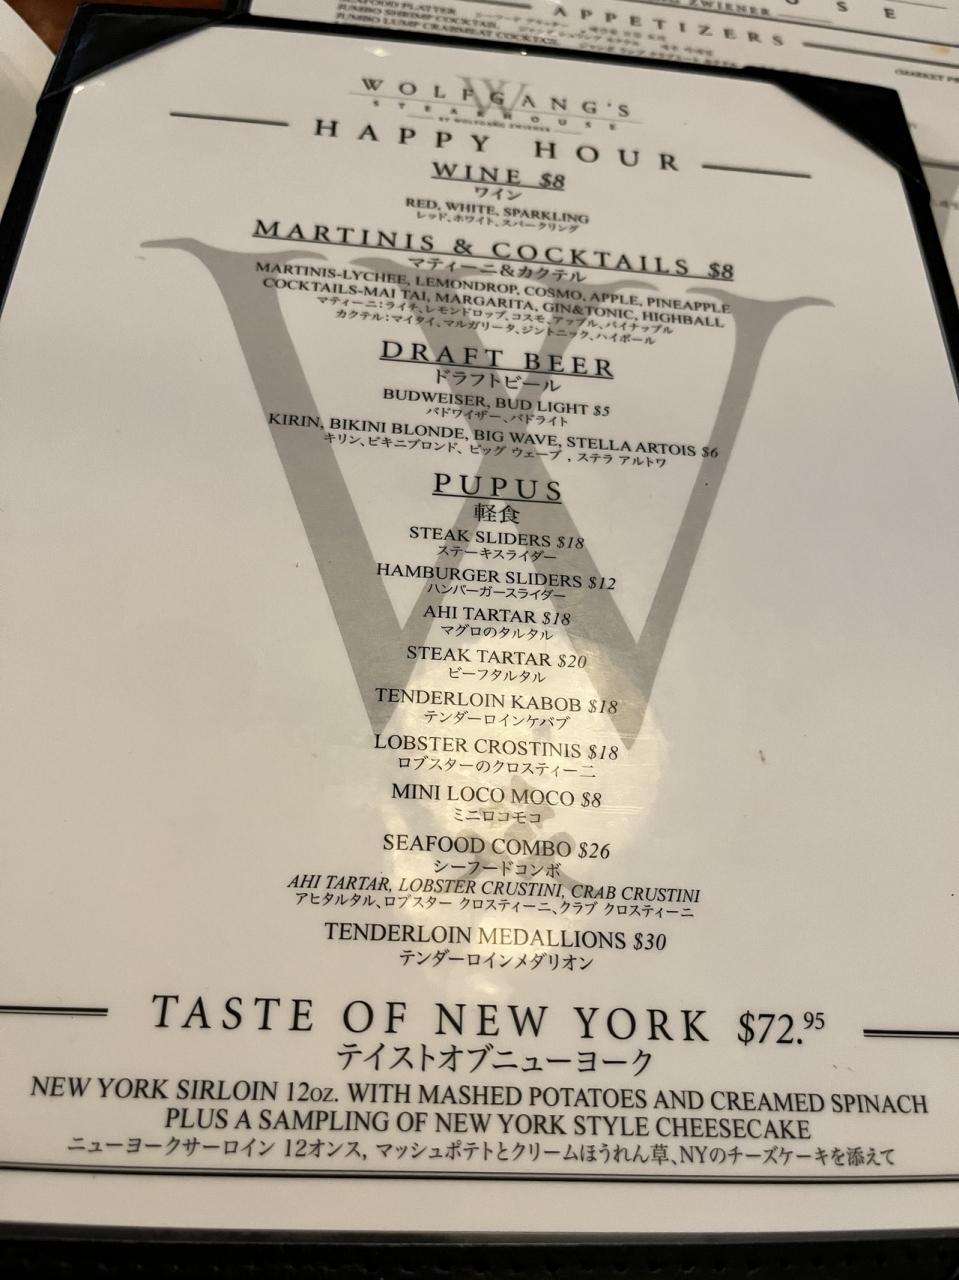 ZWIENER
U S E
APPETIZERS
SEAFOOD PLATTER
JUMBO SHRIMP COCKTAIL
JUMBO LUMP CRABMEAT COCKTAIL
(MARKET
WOLFGANG'S
STEAKHOUSE
BY WOLFGANG ZWIENER
HAPPY HOUR
WINE $8
ワイン
RED, WHITE, SPARKLING
レッド、ホワイト、スパークリング
MARTINIS & COCKTAILS $8
マティーニ&カクテル
MARTINIS-LYCHEE, LEMONDROP, COSMO, APPLE, PINEAPPLE
COCKTAILS-MAI TAI, MARGARITA, GIN&TONIC, HIGHBALL
マティーニ:ライチ、レモンドロップ、コスモ、アップル、パイナップル
カクテル:マイタイ、マルガリータ、ジントニック、ハイボール
DRAFT BEER
ドラフトビール
BUDWEISER, BUD LIGHT $5
バドワイザー、バドライト
KIRIN, BIKINI BLONDE, BIG WAVE, STELLA ARTOIS $6
キリン、ビキニブロンド、ビッグ ウェーブ , ステラ アルトワ
PUPUS
軽食
STEAK SLIDERS $18
ステーキスライダー
HAMBURGER SLIDERS $12
ハンバーガースライダー
AHI TARTAR $18
マグロのタルタル
STEAK TARTAR $20
ビーフタルタル
TENDERLOIN KABOB $18
テンダーロインケバブ
LOBSTER CROSTINIS $18
ロブスターのクロスティーニ
MINI LOCO MOCO $8
ミニロコモコ
SEAFOOD COMBO $26
シーフードコンボ
AHI TARTAR, LOBSTER CRUSTINI, CRAB CRUSTINI
アヒタルタル、ロブスター クロスティーニ、クラブ クロスティーニ
TENDERLOIN MEDALLIONS $30
テンダーロインメダリオン
TASTE OF NEW YORK $72.95
テイストオブニューヨーク
NEW YORK SIRLOIN 12oz. WITH MASHED POTATOES AND CREAMED SPINACH
PLUS A SAMPLING OF NEW YORK STYLE CHEESECAKE
ニューヨークサーロイン 12オンス, マッシュポテトとクリームほうれん草、NYのチーズケーキを添えて